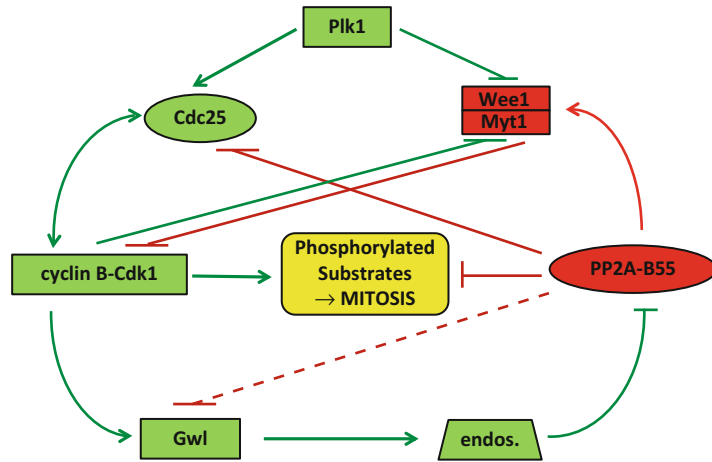 Plk1
Wee1
Cdc25
Myt1
Phosphorylated
cyclin B-Cdk1
Substrates
PP2A-B55
→ MITOSIS
Gwl
endos.